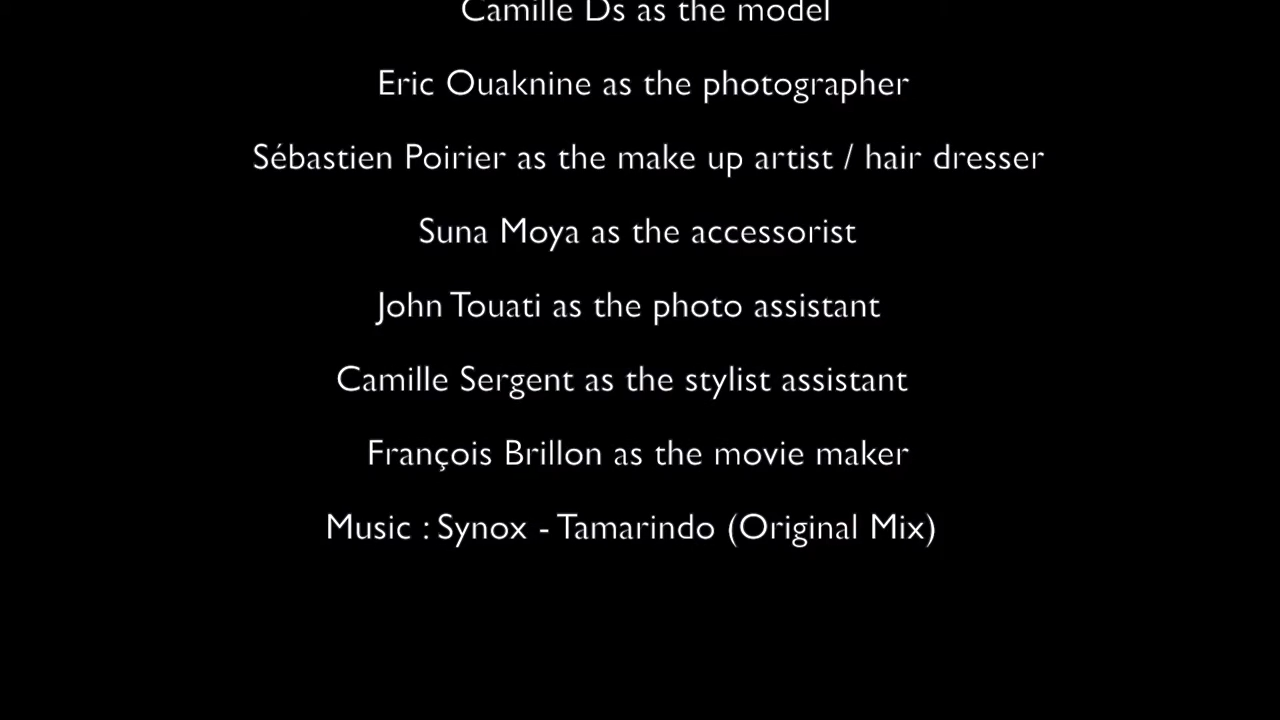 Camille Ds as the model
Eric Ouaknine as the photographer
Sébastien Poirier as the make up artist / hair dresser
Suna Moya as the accessorist
John Touati as the photo assistant
Camille Sergent as the stylist assistant
François Brillon as the movie maker
Music : Synox - Tamarindo (Original Mix)